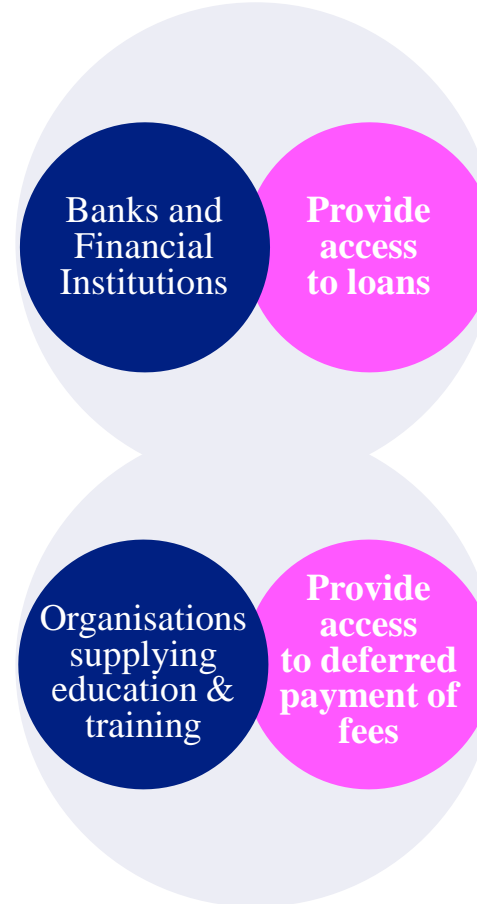 Banks and
Financial
Institutions
Provide
access
to loans
Organisations
supplying
education &
training
Provide
access
to deferred
payment of
fees